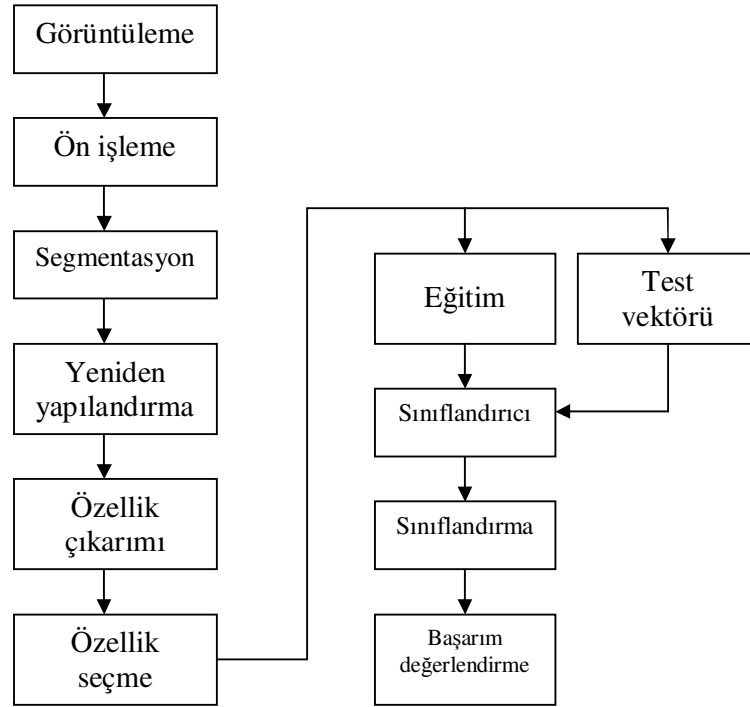 Görüntüleme
Ön işleme
Segmentasyon
Yeniden
yapılandırma
Özellik
çıkarımı
Özellik
seçme
Eğitim
Test
vektörü
Sınıflandırıcı
Sınıflandırma
Başarım
değerlendirme